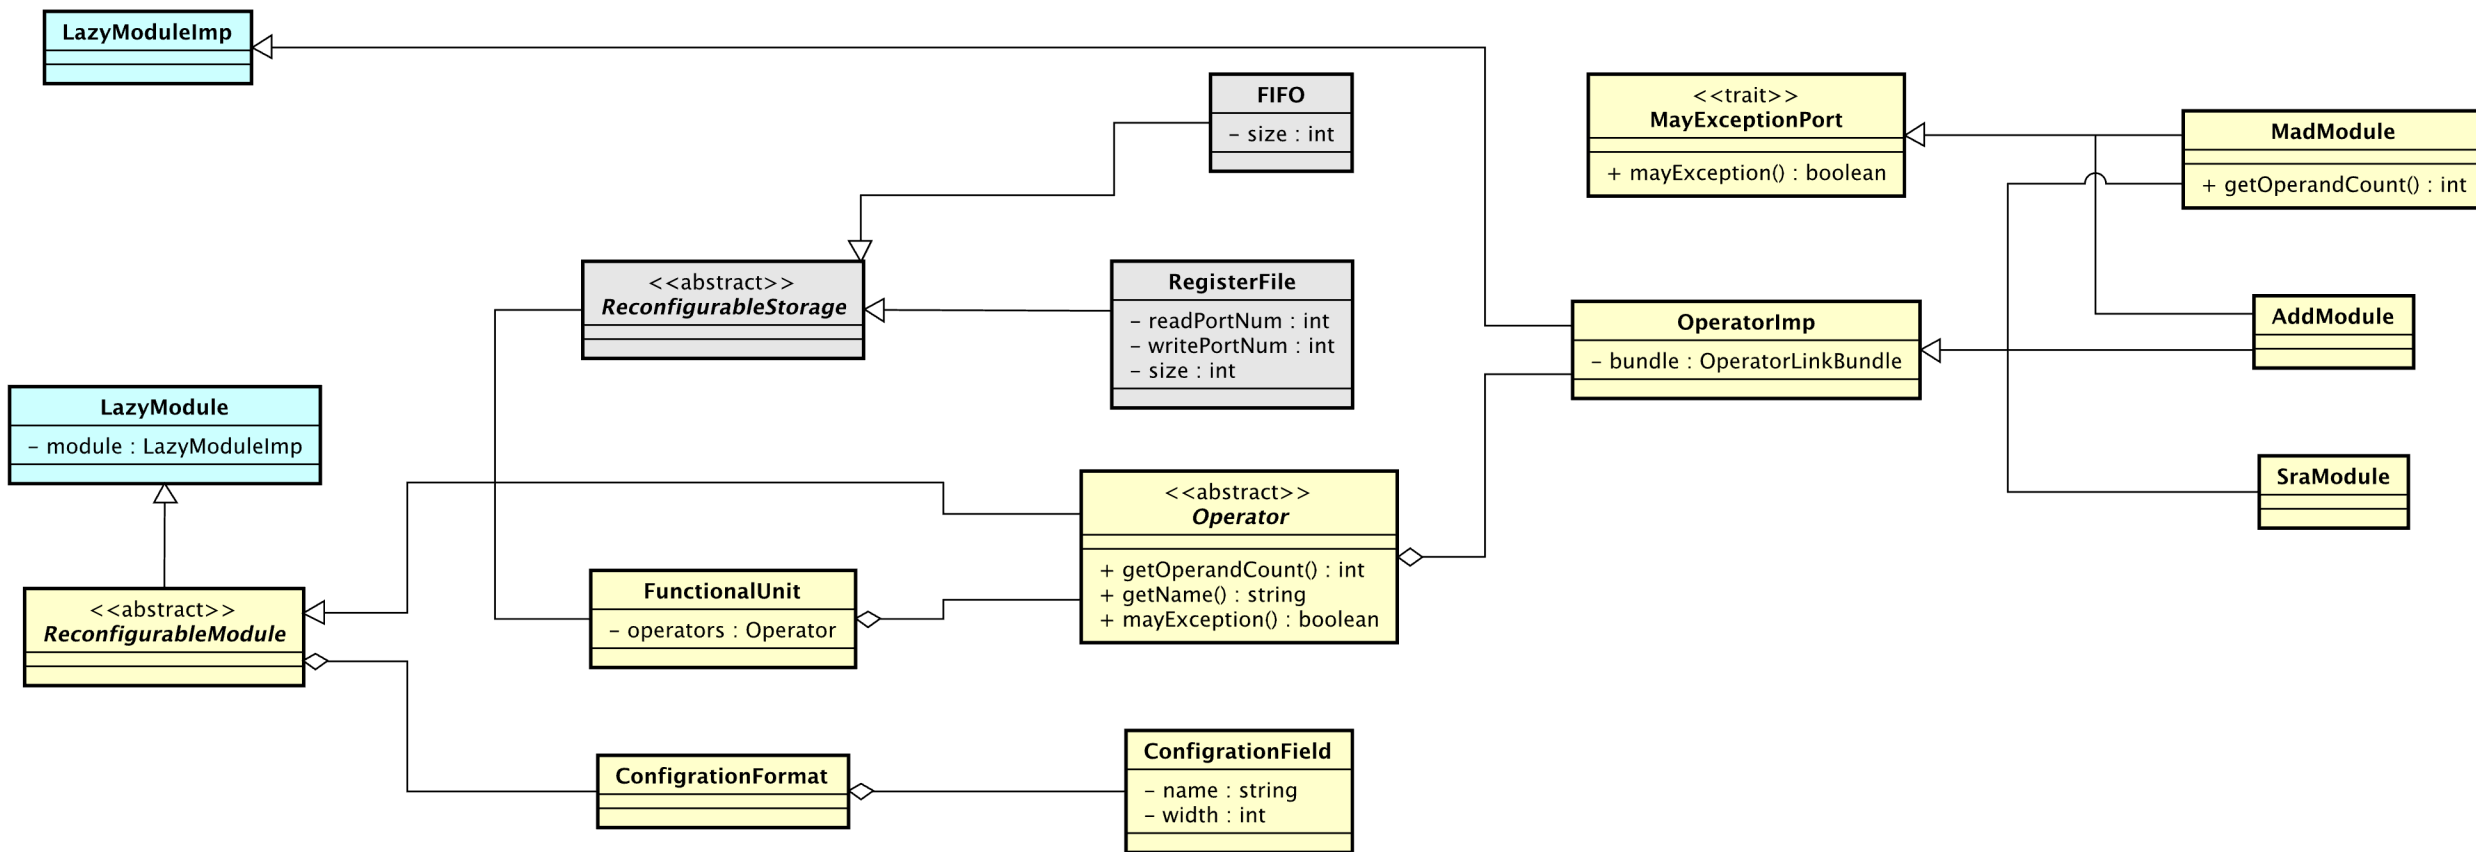 LazyModuleImp
FIFO
– size : int
<<trait>>
MayExceptionPort
+ mayException() : boolean
MadModule
+ getOperandCount() : int
<<abstract>>
ReconfigurableStorage
RegisterFile
– readPortNum : int
– writePortNum : int
– size : int
OperatorImp
– bundle : OperatorLinkBundle
AddModule
LazyModule
– module : LazyModuleImp
<<abstract>>
Operator
+ getOperandCount() : int
+ getName() : string
+ mayException() : boolean
SraModule
<<abstract>>
ReconfigurableModule
FunctionalUnit
– operators : Operator
ConfigrationFormat
ConfigrationField
– name : string
– width : int